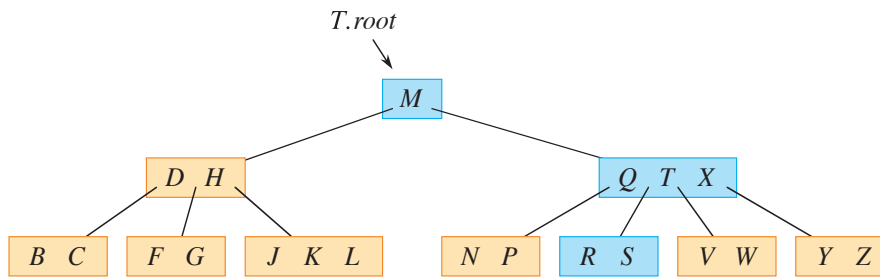 T.root
M
D H
Q T X
B C
F G
J K L
N P
R S
V W
Y Z